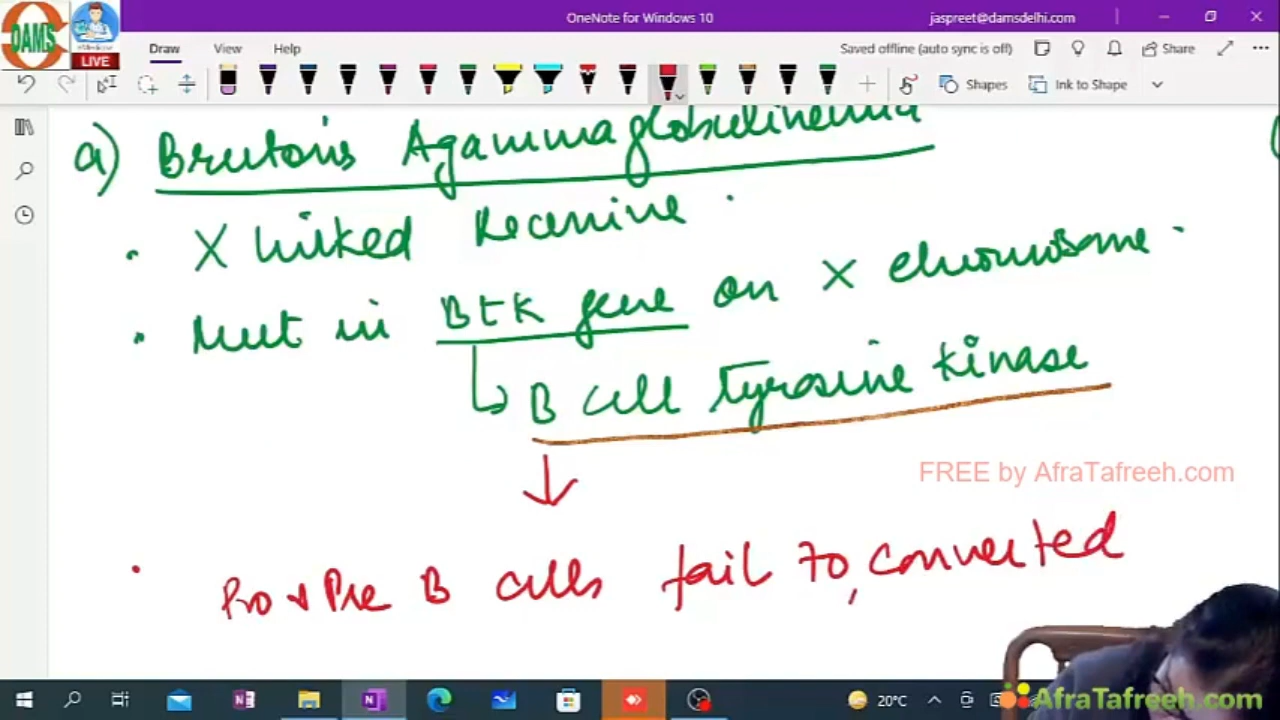 DAMS
eMedicoz
LIVE
OneNote for Windows 10
jaspreet@damsdelhi.com
Draw View Help
Saved offline (auto sync is off)
Share
Shapes
Ink to Shape
a) Bruton's Agammaglobulinemia
X linked Recessive
Mut in BtK gene on X chromosome
B cell tyrosine kinase
FREE by AfraTafreeh.com
Pro & Pre B cells fail to, converted
20°C
AfraTafreeh.com